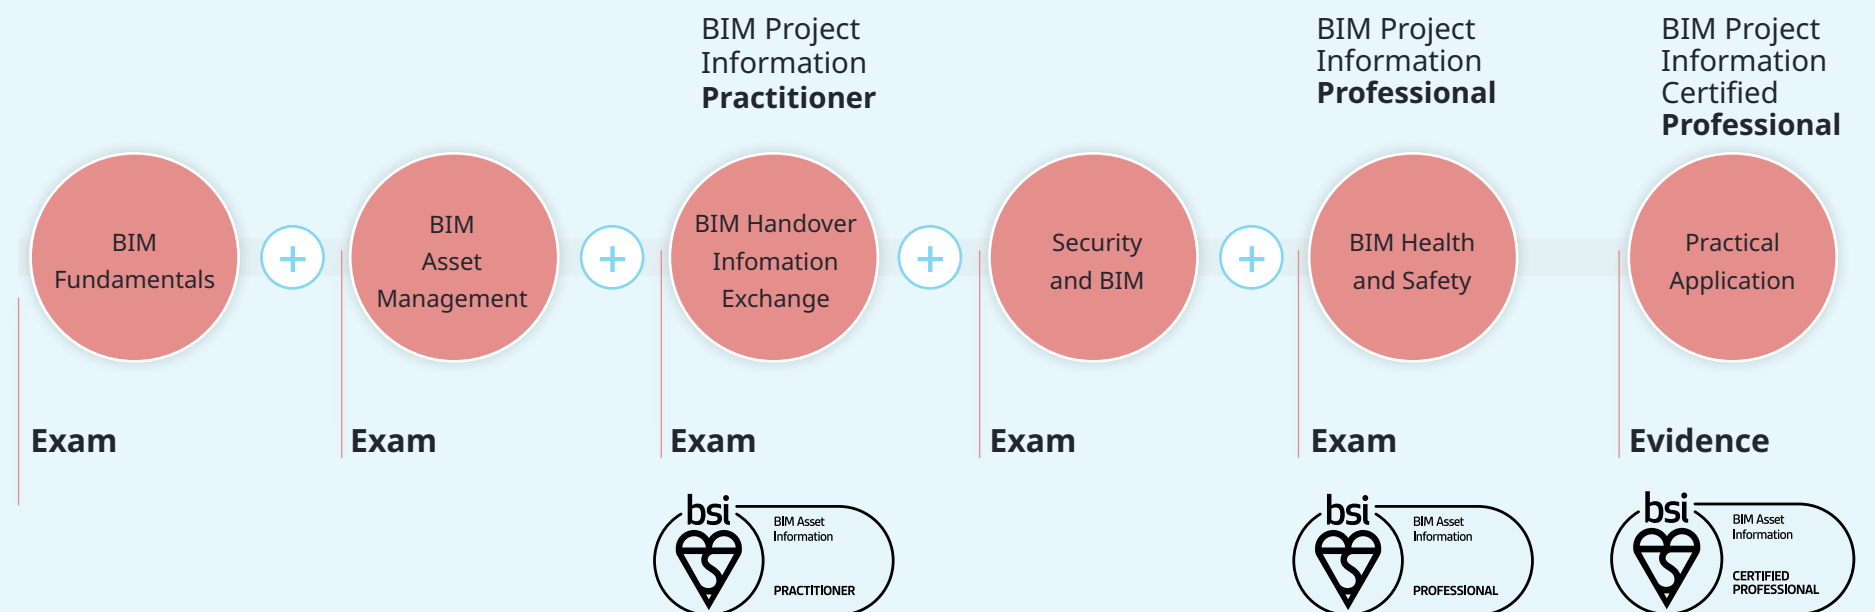 BIM Project
Information
Practitioner
BIM Project
Information
Professional
BIM Project
Information
Certified
Professional
BIM
Fundamentals
+
BIM
Asset
Management
+
BIM Handover
Infomation
Exchange
+
Security
and BIM
+
BIM Health
and Safety
Practical
Application
Exam
Exam
Exam
Exam
Exam
Evidence
bsi
BIM Asset
Information
PRACTITIONER
bsi
BIM Asset
Information
PROFESSIONAL
bsi
BIM Asset
Information
CERTIFIED
PROFESSIONAL